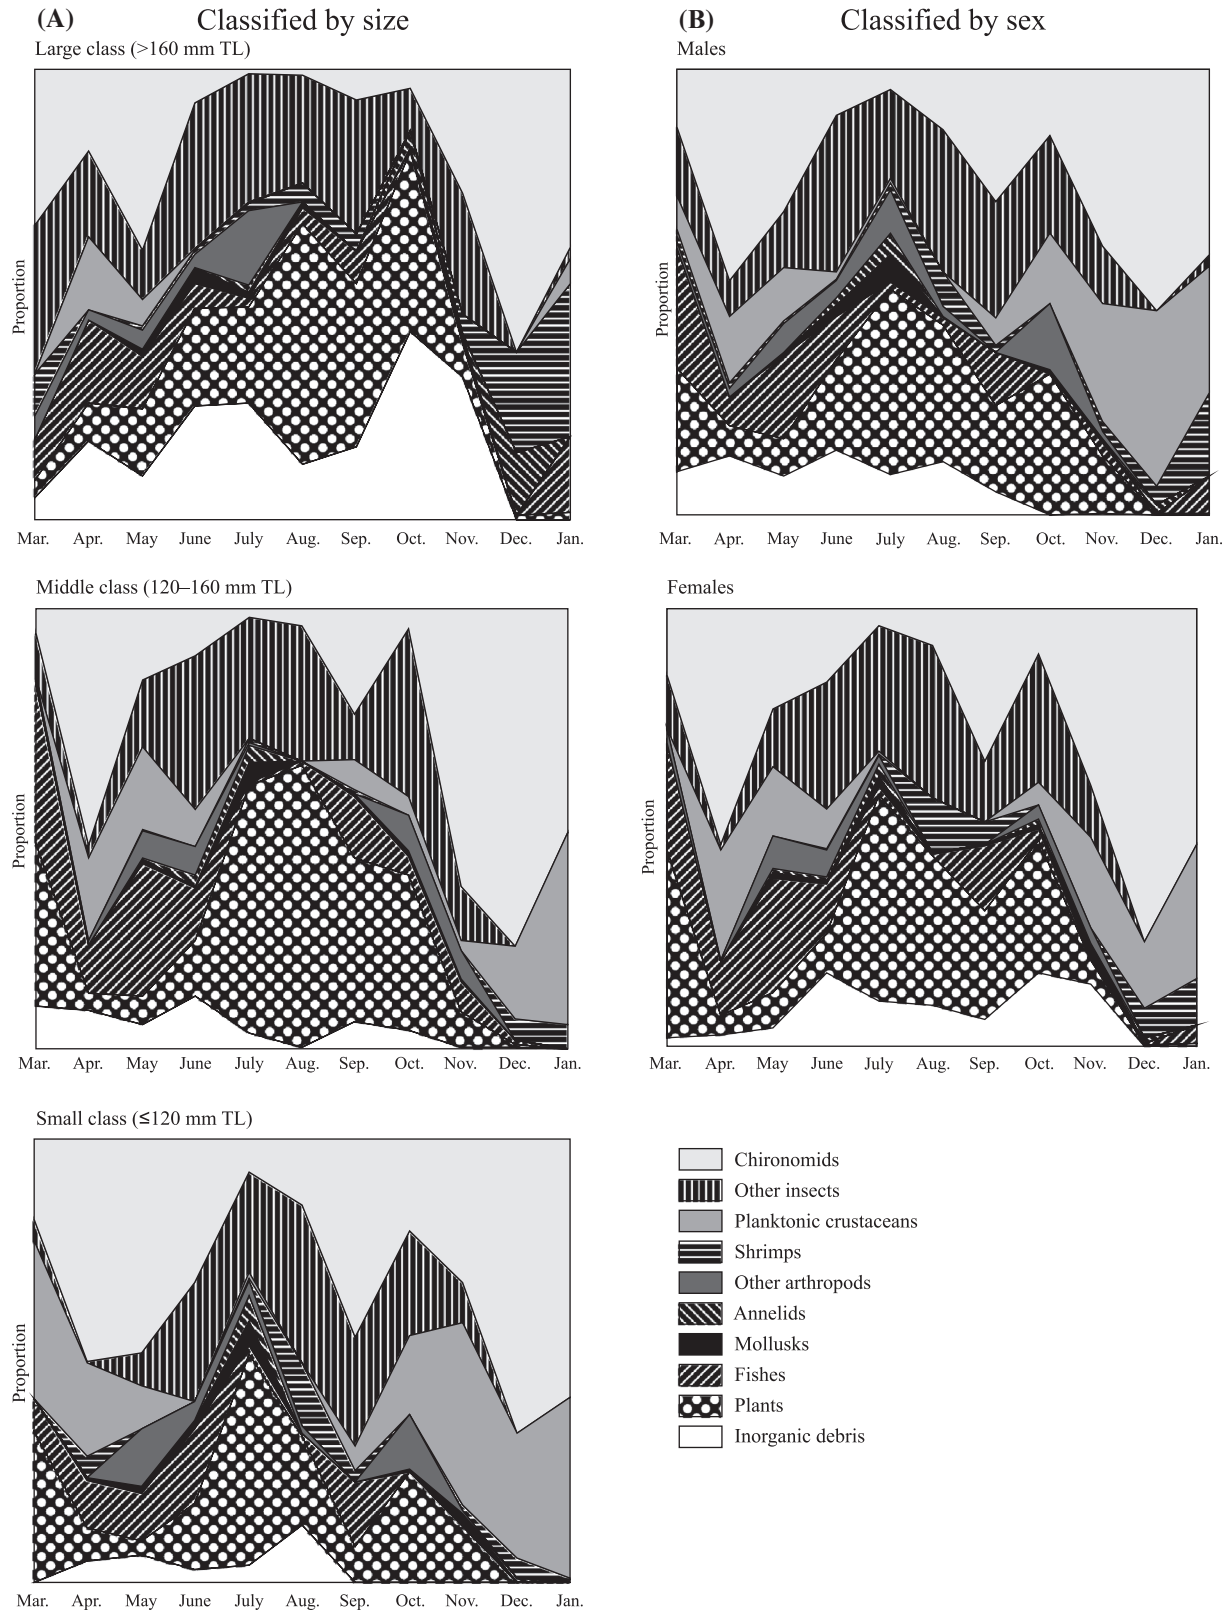 (A) Classified by size
Large class (>160 mm TL)
Proportion
Mar. Apr. May June July Aug. Sep. Oct. Nov. Dec. Jan.
Middle class (120–160 mm TL)
Proportion
Mar. Apr. May June July Aug. Sep. Oct. Nov. Dec. Jan.
Small class (≤120 mm TL)
Proportion
Mar. Apr. May June July Aug. Sep. Oct. Nov. Dec. Jan.
(B) Classified by sex
Males
Proportion
Mar. Apr. May June July Aug. Sep. Oct. Nov. Dec. Jan.
Females
Proportion
Mar. Apr. May June July Aug. Sep. Oct. Nov. Dec. Jan.
Chironomids
Other insects
Planktonic crustaceans
Shrimps
Other arthropods
Annelids
Mollusks
Fishes
Plants
Inorganic debris